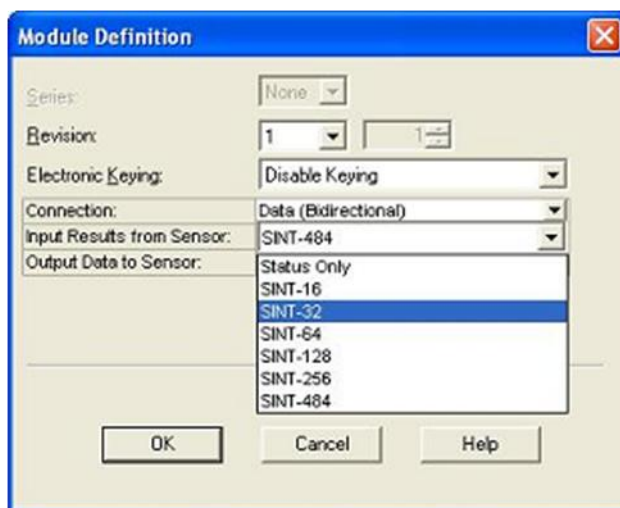 Module Definition
Series: None
Revision: 1 1
Electronic Keying: Disable Keying
Connection: Data (Bidirectional)
Input Results from Sensor: SINT-484
Output Data to Sensor:
Status Only
SINT-16
SINT-32
SINT-64
SINT-128
SINT-256
SINT-484
OK Cancel Help